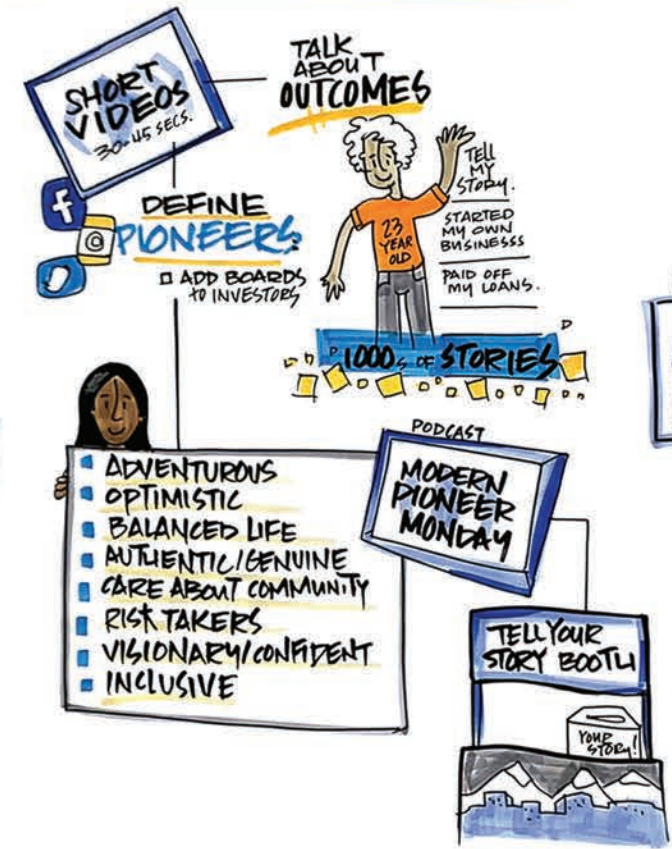 SHORT
VIDEOS
30-45 SECS.
TALK
ABOUT
OUTCOMES
DEFINE
PIONEERS
ADD BOARDS
TO INVESTORS
23
YEAR
OLD
TELL
MY
STORY.
STARTED
MY OWN
BUSINESSS
PAID OFF
MY LOANS.
1000s OF STORIES
ADVENTUROUS
OPTIMISTIC
BALANCED LIFE
AUTHENTIC/GENUINE
CARE ABOUT COMMUNITY
RISK TAKERS
VISIONARY/CONFIDENT
INCLUSIVE
PODCAST
MODERN
PIONEER
MONDAY
TELL YOUR
STORY BOOTH
YOUR
STORY!